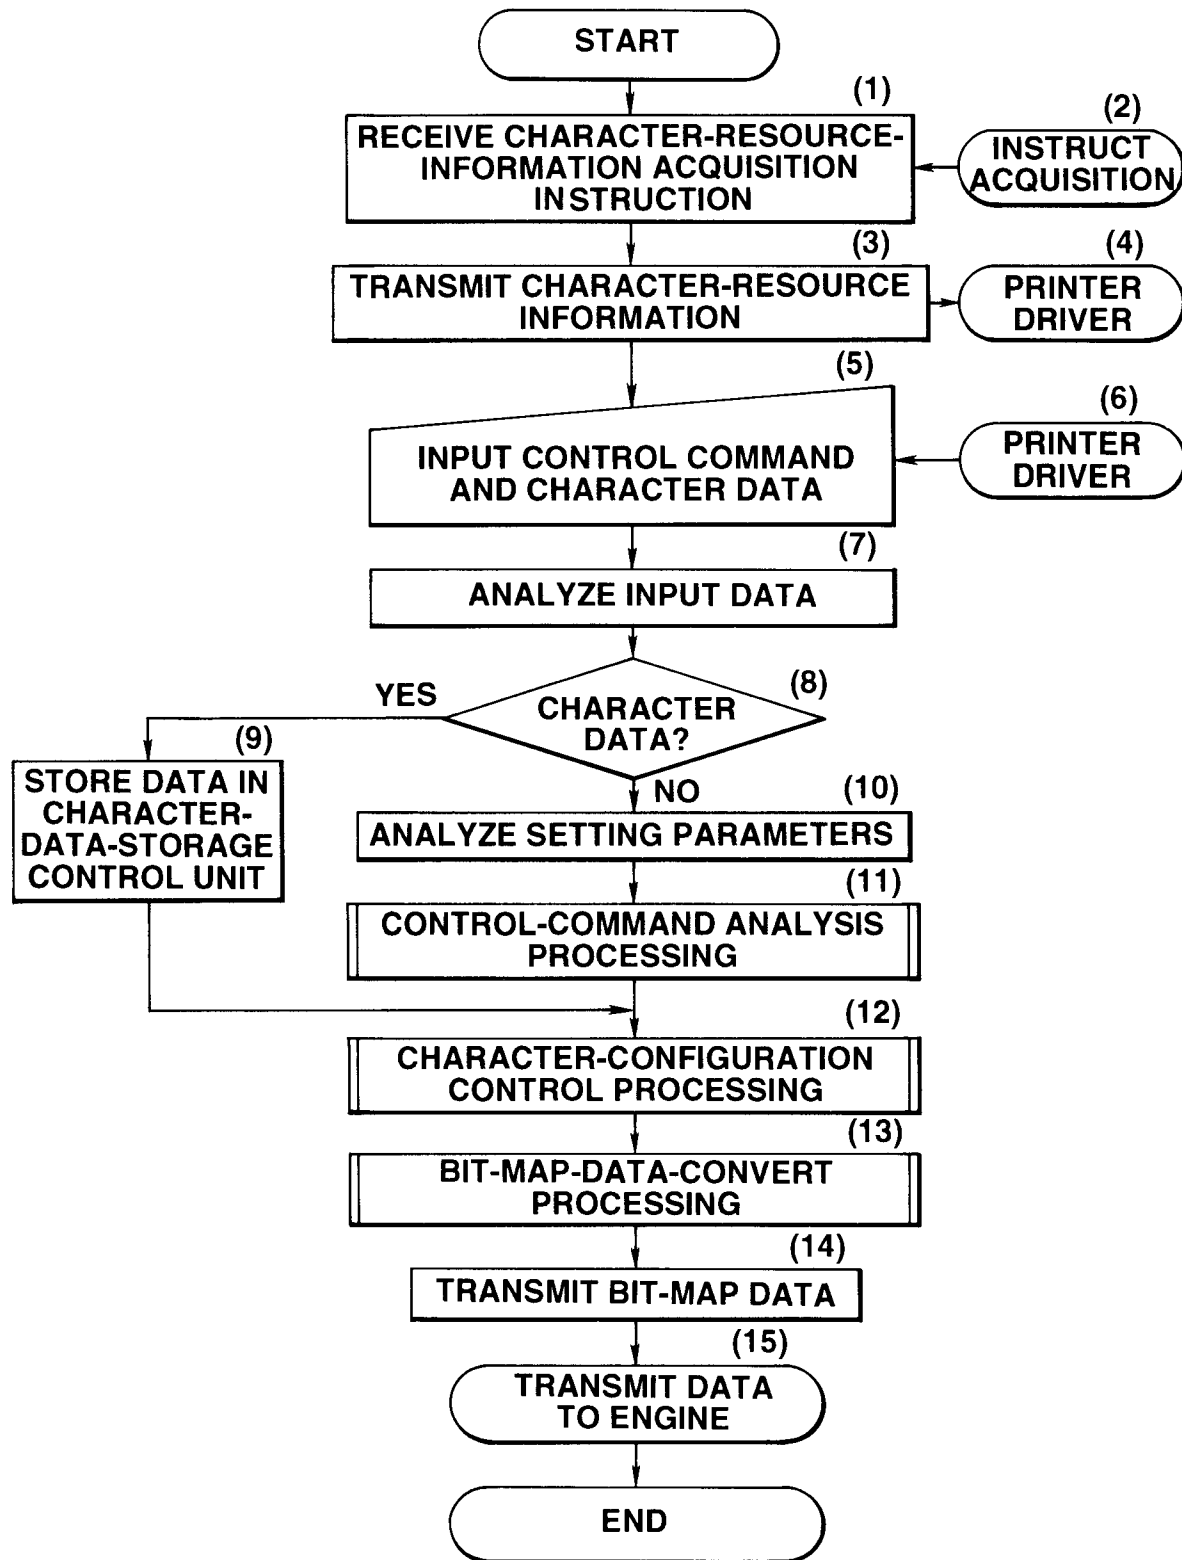 START
(1)
RECEIVE CHARACTER-RESOURCE-
INFORMATION ACQUISITION
INSTRUCTION
(2)
INSTRUCT
ACQUISITION
(3)
TRANSMIT CHARACTER-RESOURCE
INFORMATION
(4)
PRINTER
DRIVER
(5)
INPUT CONTROL COMMAND
AND CHARACTER DATA
(6)
PRINTER
DRIVER
(7)
ANALYZE INPUT DATA
(8)
CHARACTER
DATA?
YES
(9)
STORE DATA IN
CHARACTER-
DATA-STORAGE
CONTROL UNIT
NO
(10)
ANALYZE SETTING PARAMETERS
(11)
CONTROL-COMMAND ANALYSIS
PROCESSING
(12)
CHARACTER-CONFIGURATION
CONTROL PROCESSING
(13)
BIT-MAP-DATA-CONVERT
PROCESSING
(14)
TRANSMIT BIT-MAP DATA
(15)
TRANSMIT DATA
TO ENGINE
END